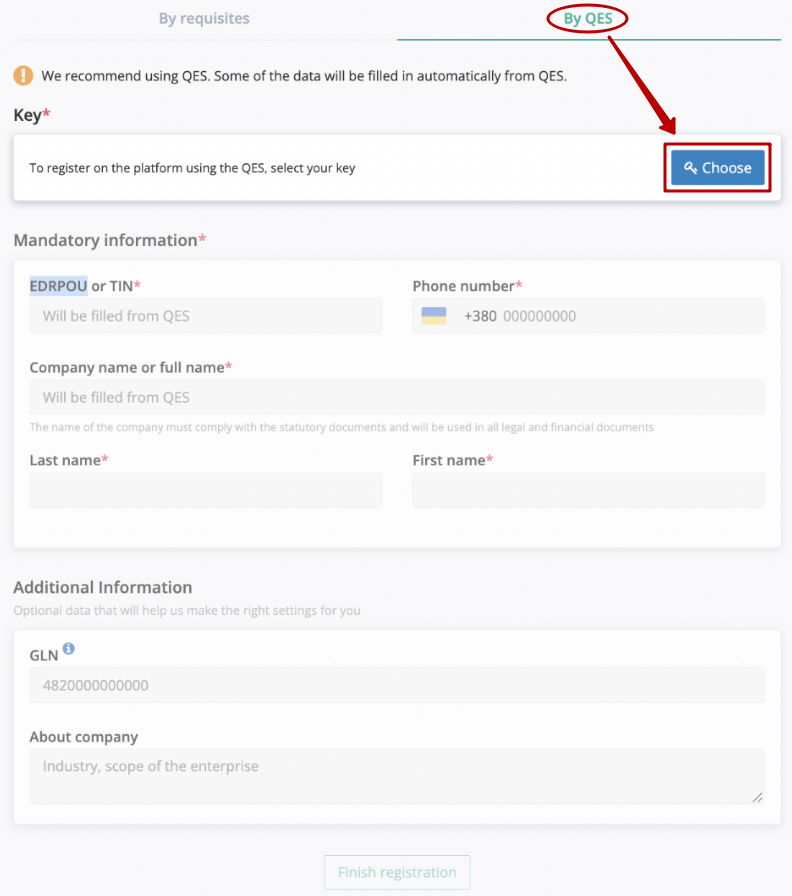 By requisites
By QES
We recommend using QES. Some of the data will be filled in automatically from QES.
Key*
To register on the platform using the QES, select your key
Choose
Mandatory information*
EDRPOU or TIN*
Phone number*
Will be filled from QES
+380 000000000
Company name or full name*
Will be filled from QES
The name of the company must comply with the statutory documents and will be used in all legal and financial documents
Last name*
First name*
Additional Information
Optional data that will help us make the right settings for you
GLN
4820000000000
About company
Industry, scope of the enterprise
Finish registration